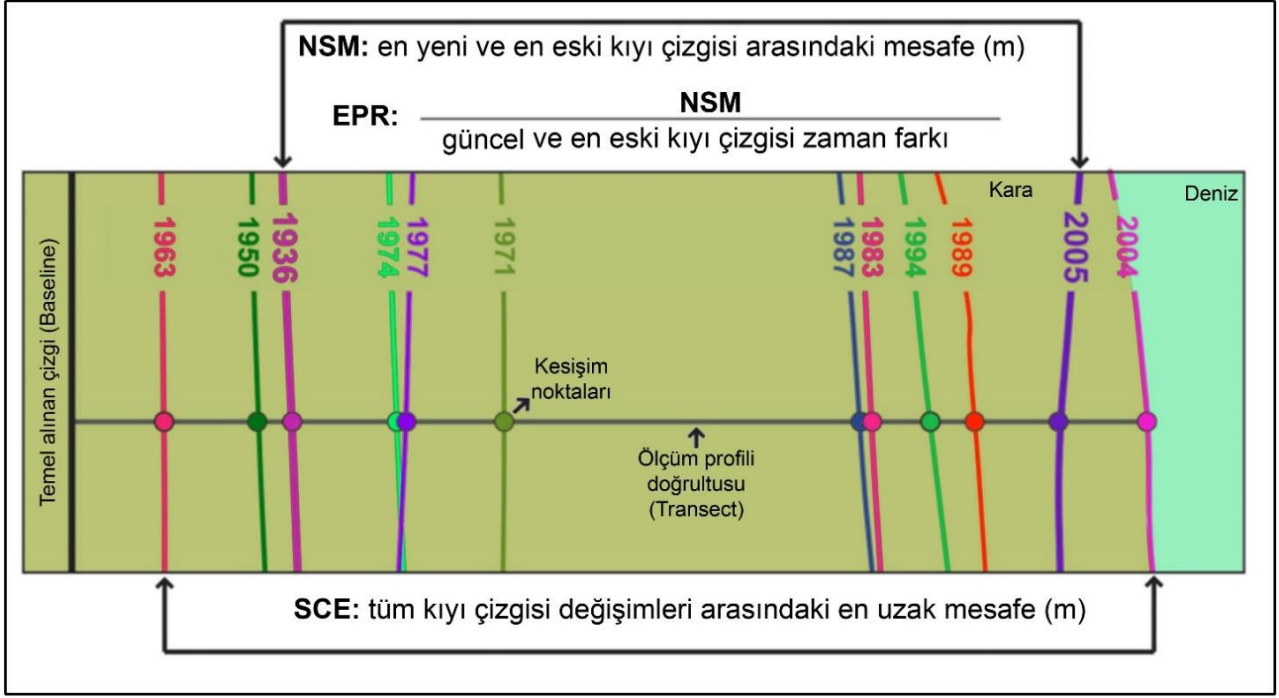 NSM: en yeni ve en eski kıyı çizgisi arasındaki mesafe (m)
EPR:
NSM
güncel ve en eski kıyı çizgisi zaman farkı
Kara
Deniz
Temel alınan çizgi (Baseline)
1963
1950
1936
1974
1977
1971
1987
1983
1994
1989
2005
2004
Kesişim
noktaları
Ölçüm profili
doğrultusu
(Transect)
SCE: tüm kıyı çizgisi değişimleri arasındaki en uzak mesafe (m)